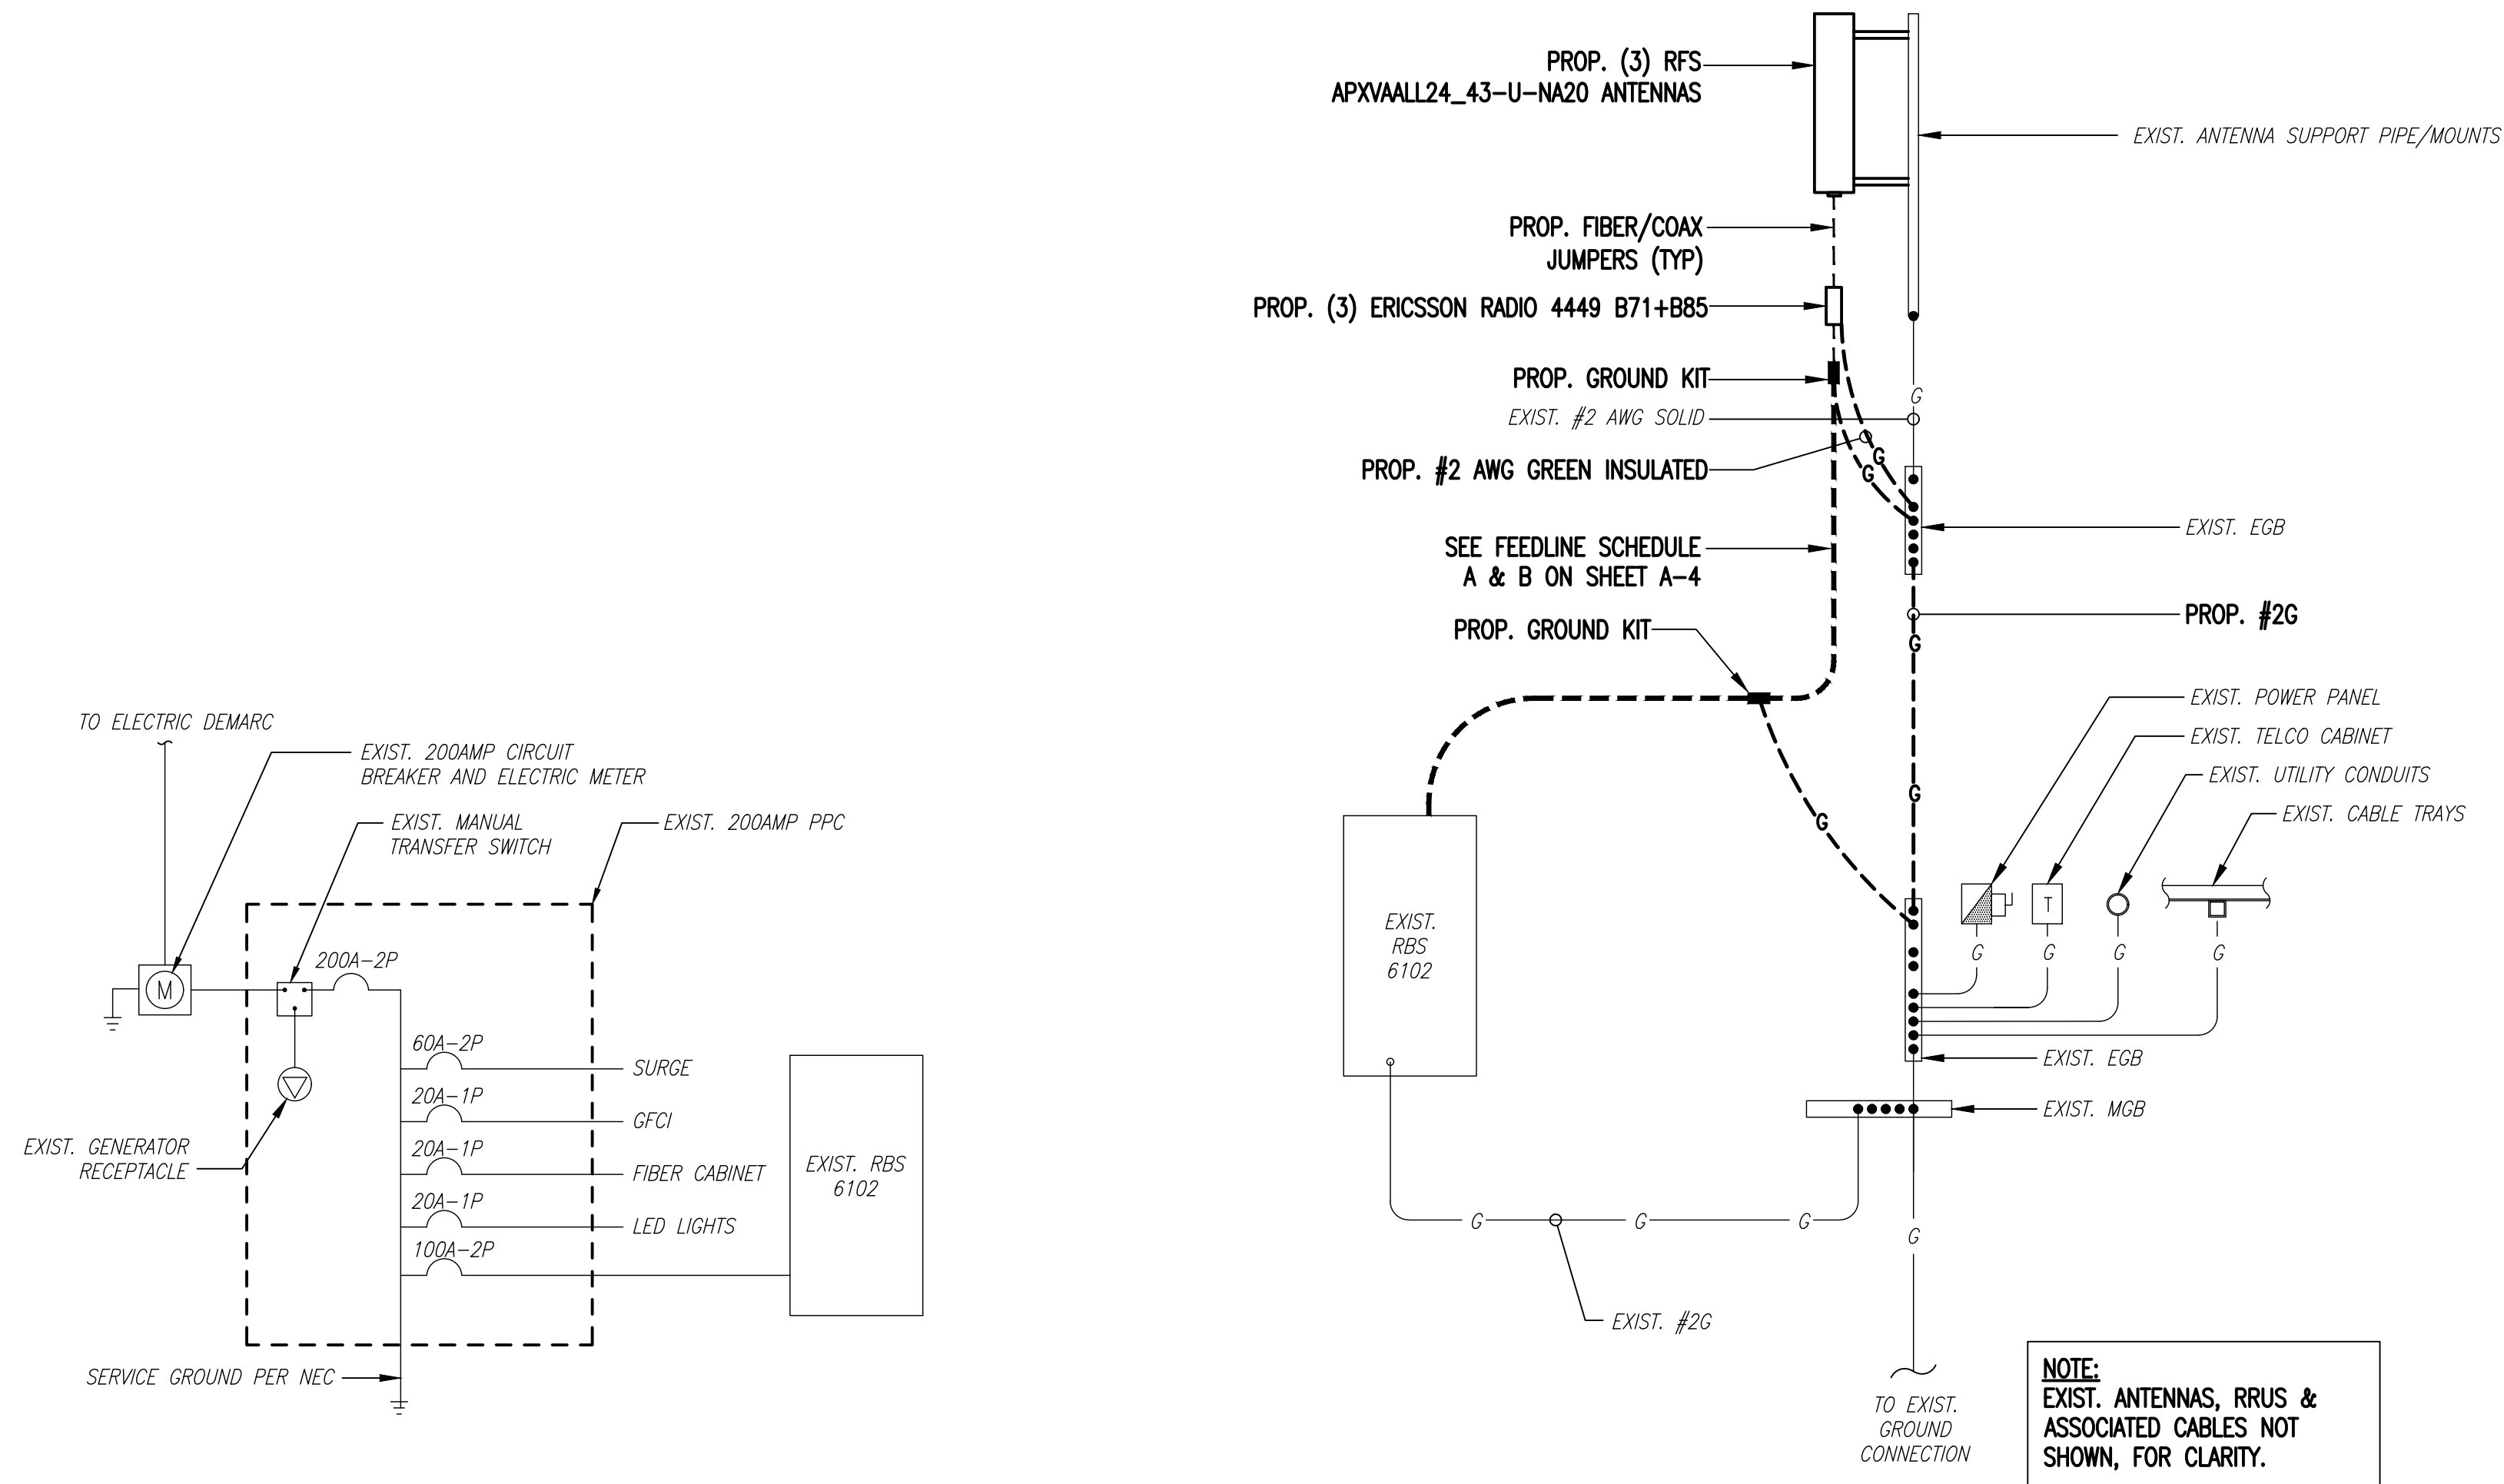 TO ELECTRIC DEMARC
EXIST. 200AMP CIRCUIT
BREAKER AND ELECTRIC METER
EXIST. MANUAL
TRANSFER SWITCH
EXIST. 200AMP PPC
200A-2P
M
60A-2P
SURGE
20A-1P
GFCI
20A-1P
FIBER CABINET
20A-1P
LED LIGHTS
100A-2P
EXIST. GENERATOR
RECEPTACLE
EXIST. RBS
6102
SERVICE GROUND PER NEC
PROP. (3) RFS
APXVAALL24_43-U-NA20 ANTENNAS
EXIST. ANTENNA SUPPORT PIPE/MOUNTS
PROP. FIBER/COAX
JUMPERS (TYP)
PROP. (3) ERICSSON RADIO 4449 B71+B85
PROP. GROUND KIT
G
EXIST. #2 AWG SOLID
G
G
PROP. #2 AWG GREEN INSULATED
EXIST. EGB
SEE FEEDLINE SCHEDULE
A & B ON SHEET A-4
PROP. #2G
PROP. GROUND KIT
G
EXIST. POWER PANEL
EXIST. TELCO CABINET
EXIST. UTILITY CONDUITS
EXIST. CABLE TRAYS
G
G
T
EXIST.
RBS
6102
G
G
G
G
EXIST. EGB
EXIST. MGB
G
G
G
G
EXIST. #2G
TO EXIST.
GROUND
CONNECTION
NOTE:
EXIST. ANTENNAS, RRUS &
ASSOCIATED CABLES NOT
SHOWN, FOR CLARITY.